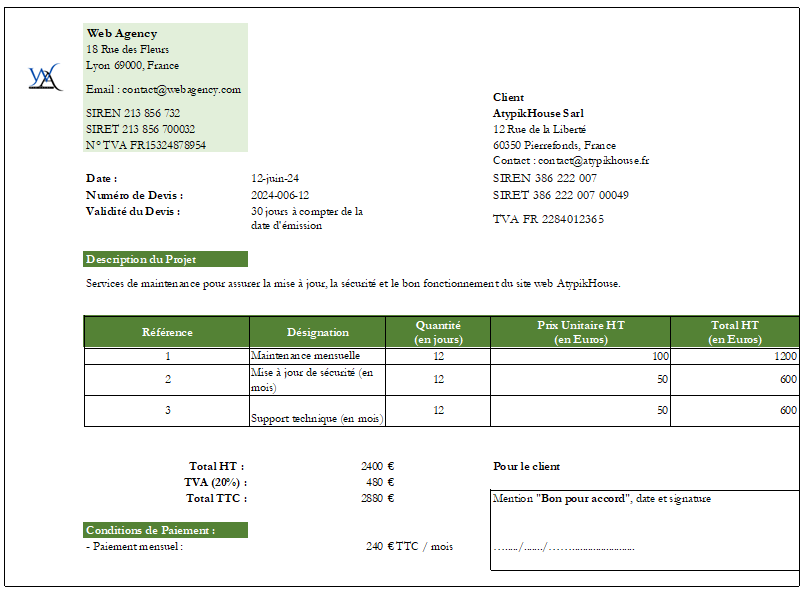 WA
Web Agency
18 Rue des Fleurs
Lyon 69000, France
Email : contact@webagency.com
SIREN 213 856 732
SIRET 213 856 700032
N° TVA FR15324878954
Client
AtypikHouse Sarl
12 Rue de la Liberté
60350 Pierrefonds, France
Contact : contact@atypikhouse.fr
SIREN 386 222 007
SIRET 386 222 007 00049
TVA FR 2284012365
Date : 12-juin-24
Numéro de Devis : 2024-006-12
Validité du Devis : 30 jours à compter de la
date d'émission
Description du Projet
Services de maintenance pour assurer la mise à jour, la sécurité et le bon fonctionnement du site web AtypikHouse.
Référence Désignation Quantité (en jours) Prix Unitaire HT (en Euros) Total HT (en Euros)
1 Maintenance mensuelle 12 100 1200
2 Mise à jour de sécurité (en mois) 12 50 600
3 Support technique (en mois) 12 50 600
Total HT : 2400 €
TVA (20%) : 480 €
Total TTC : 2880 €
Pour le client
Mention "Bon pour accord", date et signature
……/……/……........................
Conditions de Paiement :
- Paiement mensuel : 240 € TTC / mois